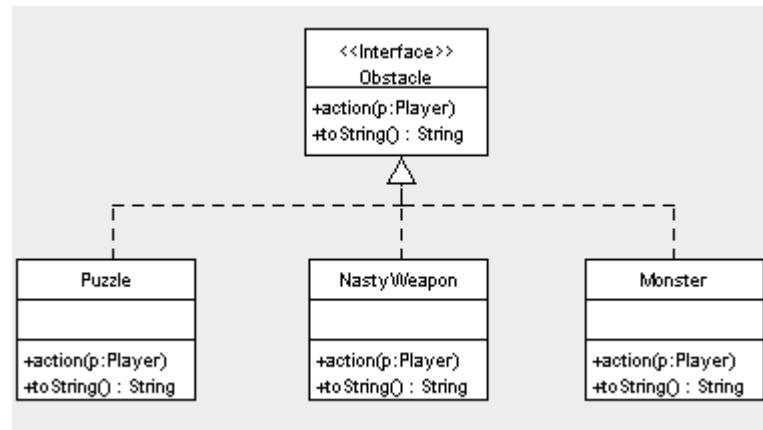 <<Interface>>
Obstacle
+action(p:Player)
+toString() : String
Puzzle
+action(p:Player)
+toString() : String
NastyWeapon
+action(p:Player)
+toString() : String
Monster
+action(p:Player)
+toString() : String